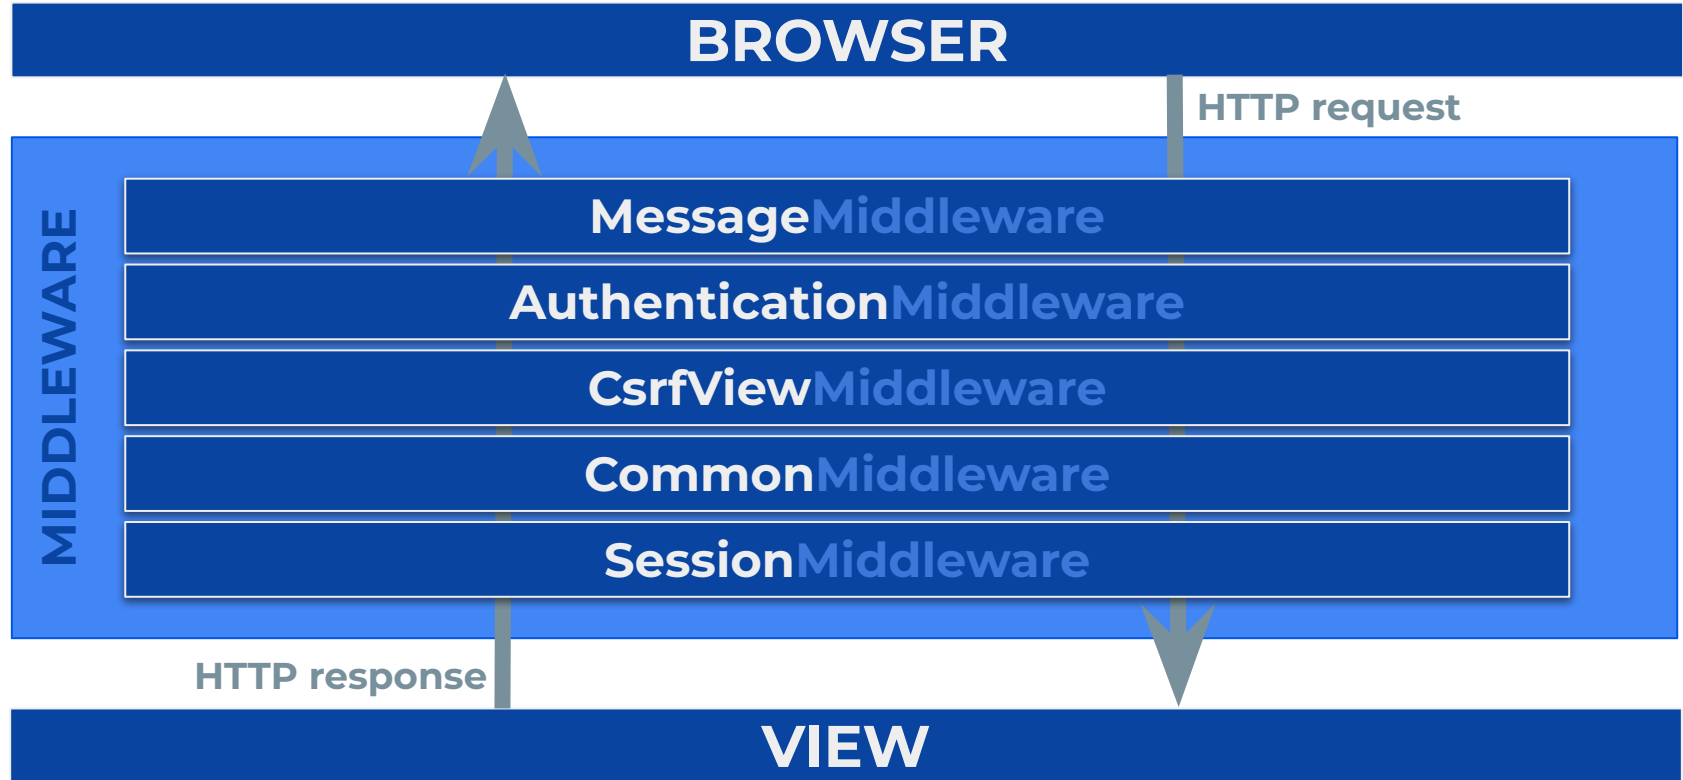 BROWSER
HTTP request
MIDDLEWARE
MessageMiddleware
AuthenticationMiddleware
CsrfViewMiddleware
CommonMiddleware
SessionMiddleware
HTTP response
VIEW